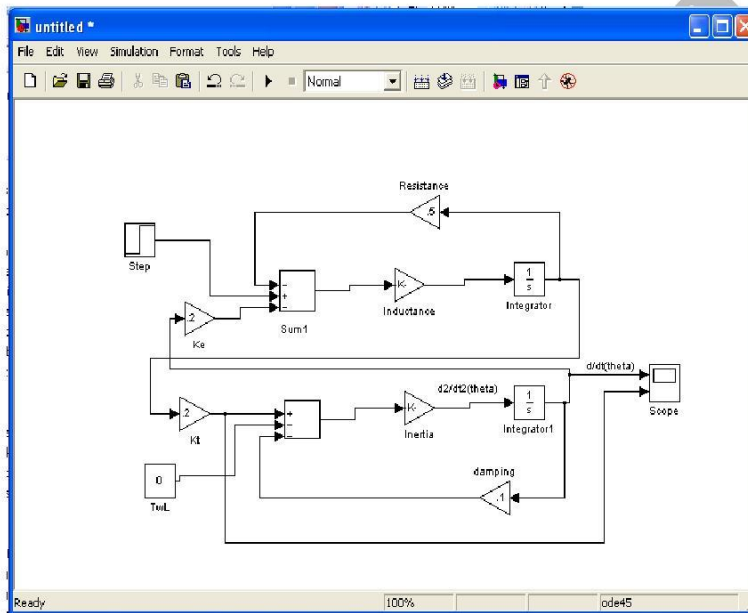 untitled *
File Edit View Simulation Format Tools Help
Normal
Resistance
.5
Step
1
s
K-
Integrator
Inductance
.2
Ke
Sum1
d/dt(theta)
d2/dt2(theta)
1
s
.2
K-
Scope
Kt
Inertia
Integrator1
0
damping
.1
TwL
Ready 100% ode45